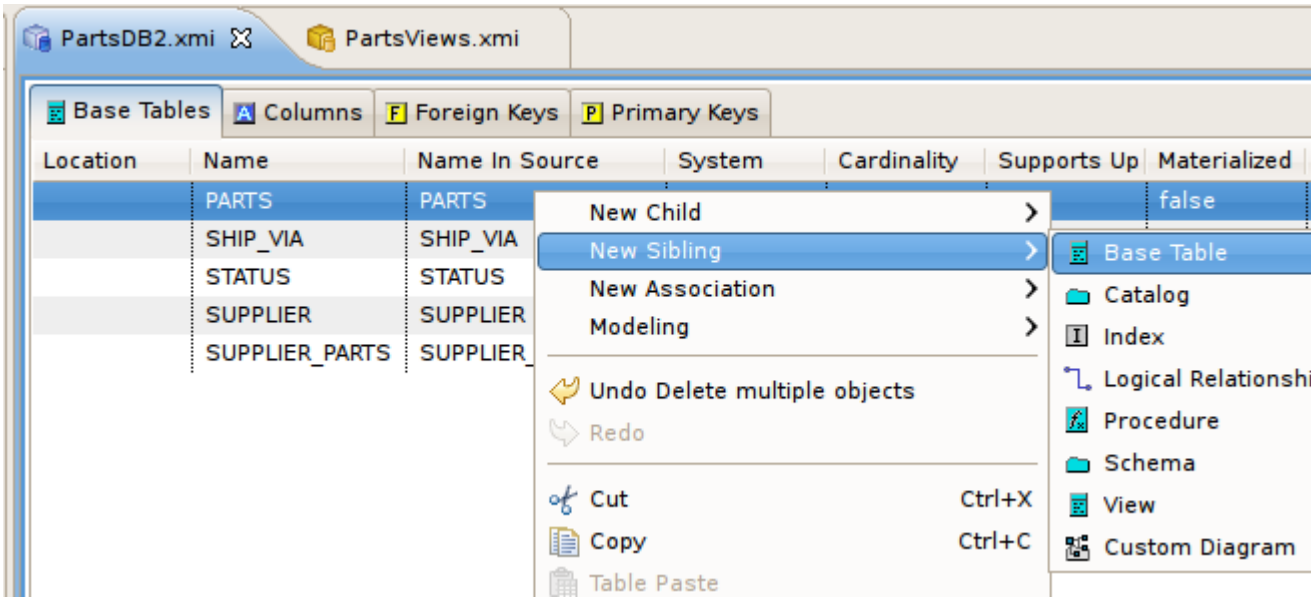 PartsDB2.xmi PartsViews.xmi
Base Tables Columns Foreign Keys Primary Keys
Location Name Name In Source System Cardinality Supports Up Materialized
PARTS PARTS false
SHIP_VIA SHIP_VIA
STATUS STATUS
SUPPLIER SUPPLIER
SUPPLIER_PARTS SUPPLIER_
New Child
New Sibling
New Association
Modeling
Undo Delete multiple objects
Redo
Cut Ctrl+X
Copy Ctrl+C
Table Paste
Base Table
Catalog
Index
Logical Relationshi
Procedure
Schema
View
Custom Diagram